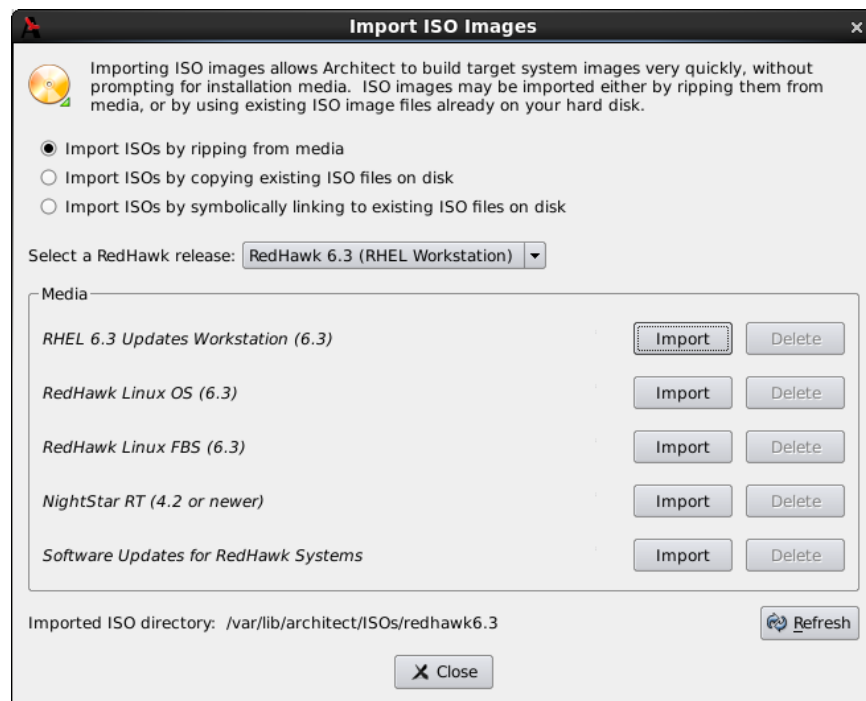 Import ISO Images
Importing ISO images allows Architect to build target system images very quickly, without
prompting for installation media.  ISO images may be imported either by ripping them from
media, or by using existing ISO image files already on your hard disk.
Import ISOs by ripping from media
Import ISOs by copying existing ISO files on disk
Import ISOs by symbolically linking to existing ISO files on disk
Select a RedHawk release: RedHawk 6.3 (RHEL Workstation)
Media
RHEL 6.3 Updates Workstation (6.3) Import Delete
RedHawk Linux OS (6.3) Import Delete
RedHawk Linux FBS (6.3) Import Delete
NightStar RT (4.2 or newer) Import Delete
Software Updates for RedHawk Systems Import Delete
Imported ISO directory: /var/lib/architect/ISOs/redhawk6.3 Refresh
Close